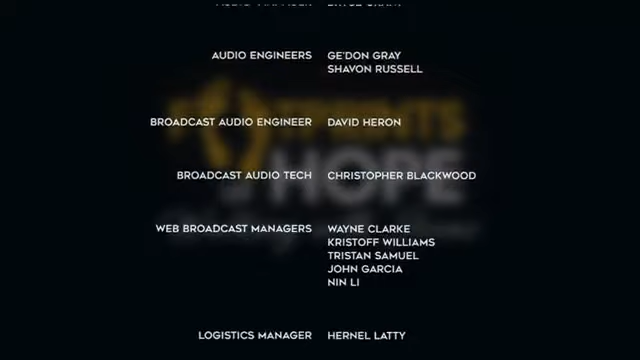 AUDIO ENGINEERS GE'DON GRAY
SHAVON RUSSELL
BROADCAST AUDIO ENGINEER DAVID HERON
BROADCAST AUDIO TECH CHRISTOPHER BLACKWOOD
WEB BROADCAST MANAGERS WAYNE CLARKE
KRISTOFF WILLIAMS
TRISTAN SAMUEL
JOHN GARCIA
NIN LI
LOGISTICS MANAGER HERNEL LATTY
HOPE